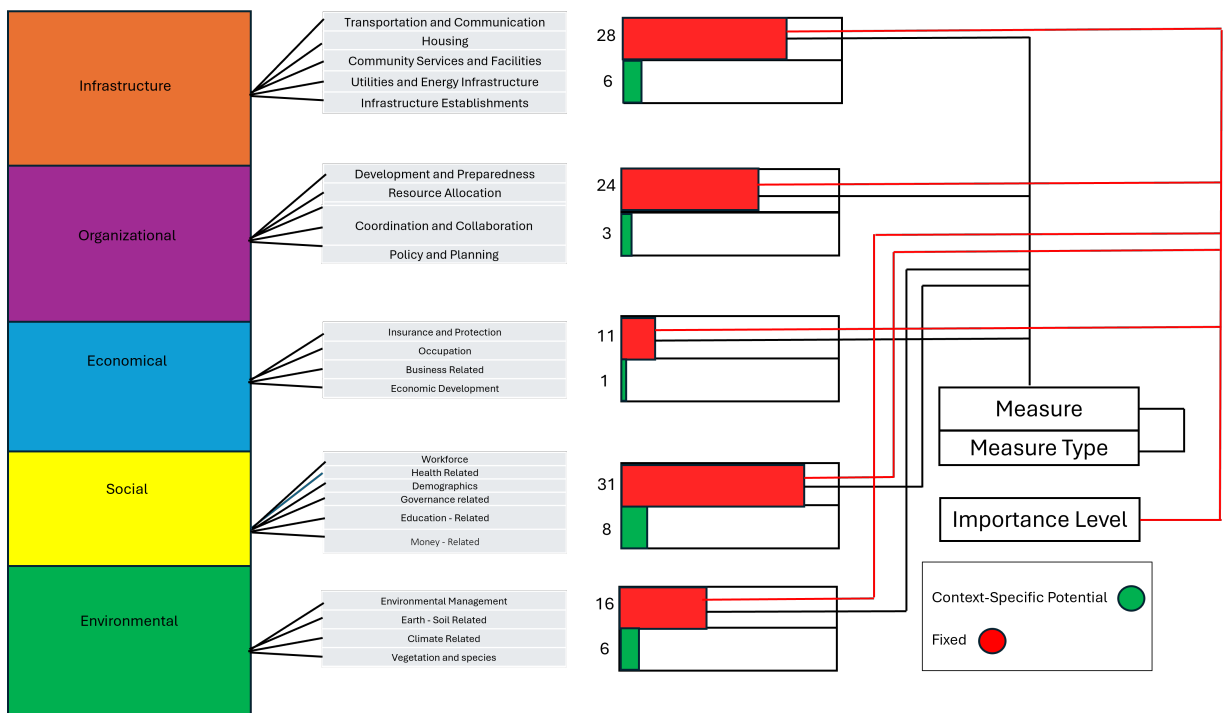 Infrastructure
Transportation and Communication
Housing
Community Services and Facilities
Utilities and Energy Infrastructure
Infrastructure Establishments
28
6
Organizational
Development and Preparedness
Resource Allocation
Coordination and Collaboration
Policy and Planning
24
3
Economical
Insurance and Protection
Occupation
Business Related
Economic Development
11
1
Social
Workforce
Health Related
Demographics
Governance related
Education - Related
Money - Related
31
8
Environmental
Environmental Management
Earth - Soil Related
Climate Related
Vegetation and species
16
6
Measure
Measure Type
Importance Level
Context-Specific Potential
Fixed